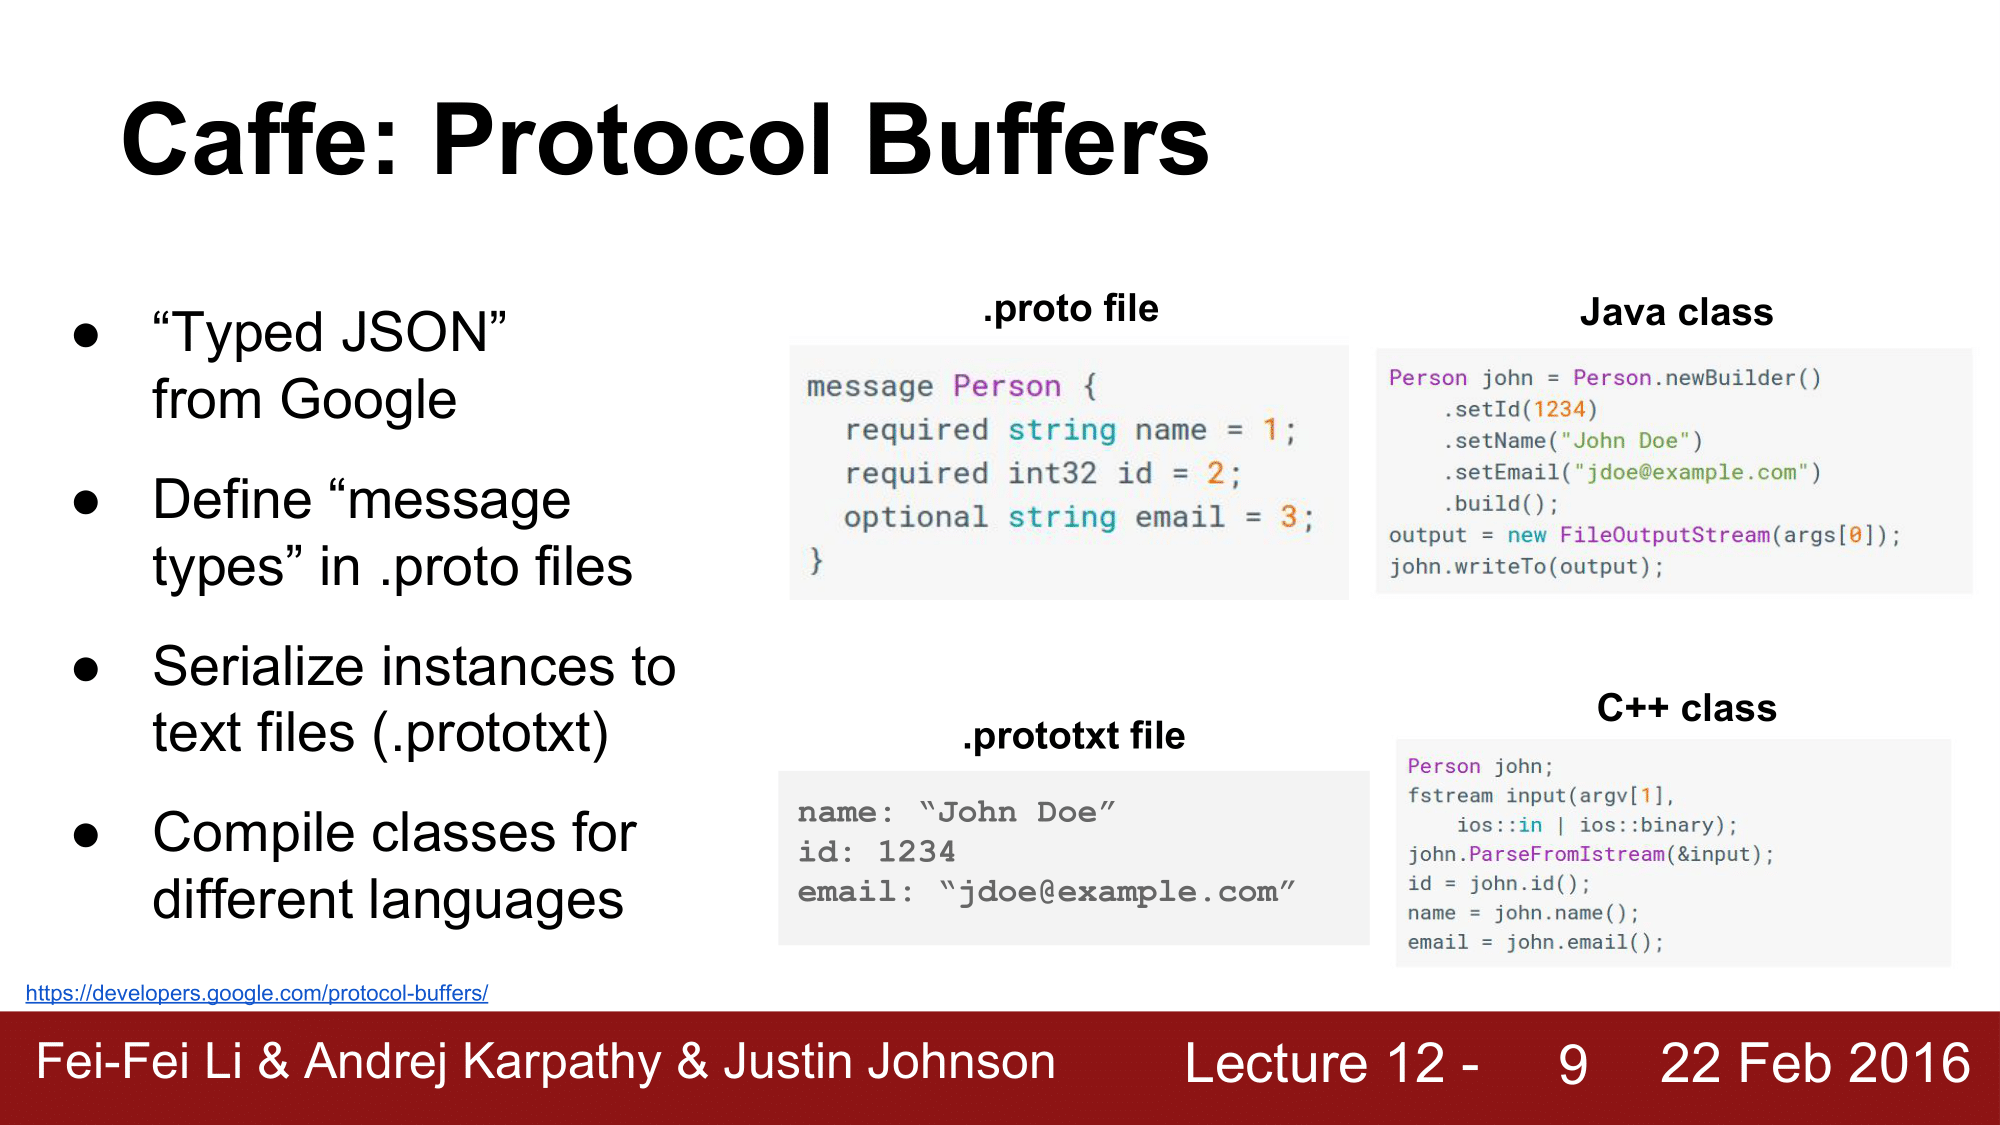 Caffe: Protocol Buffers
● “Typed JSON”
from Google
● Define “message
types” in .proto files
● Serialize instances to
text files (.prototxt)
● Compile classes for
different languages
.proto file
message Person {
  required string name = 1;
  required int32 id = 2;
  optional string email = 3;
}
Java class
Person john = Person.newBuilder()
    .setId(1234)
    .setName("John Doe")
    .setEmail("jdoe@example.com")
    .build();
output = new FileOutputStream(args[0]);
john.writeTo(output);
.prototxt file
name: “John Doe”
id: 1234
email: “jdoe@example.com”
C++ class
Person john;
fstream input(argv[1],
    ios::in | ios::binary);
john.ParseFromIstream(&input);
id = john.id();
name = john.name();
email = john.email();
https://developers.google.com/protocol-buffers/
Fei-Fei Li & Andrej Karpathy & Justin Johnson Lecture 12 - 9 22 Feb 2016